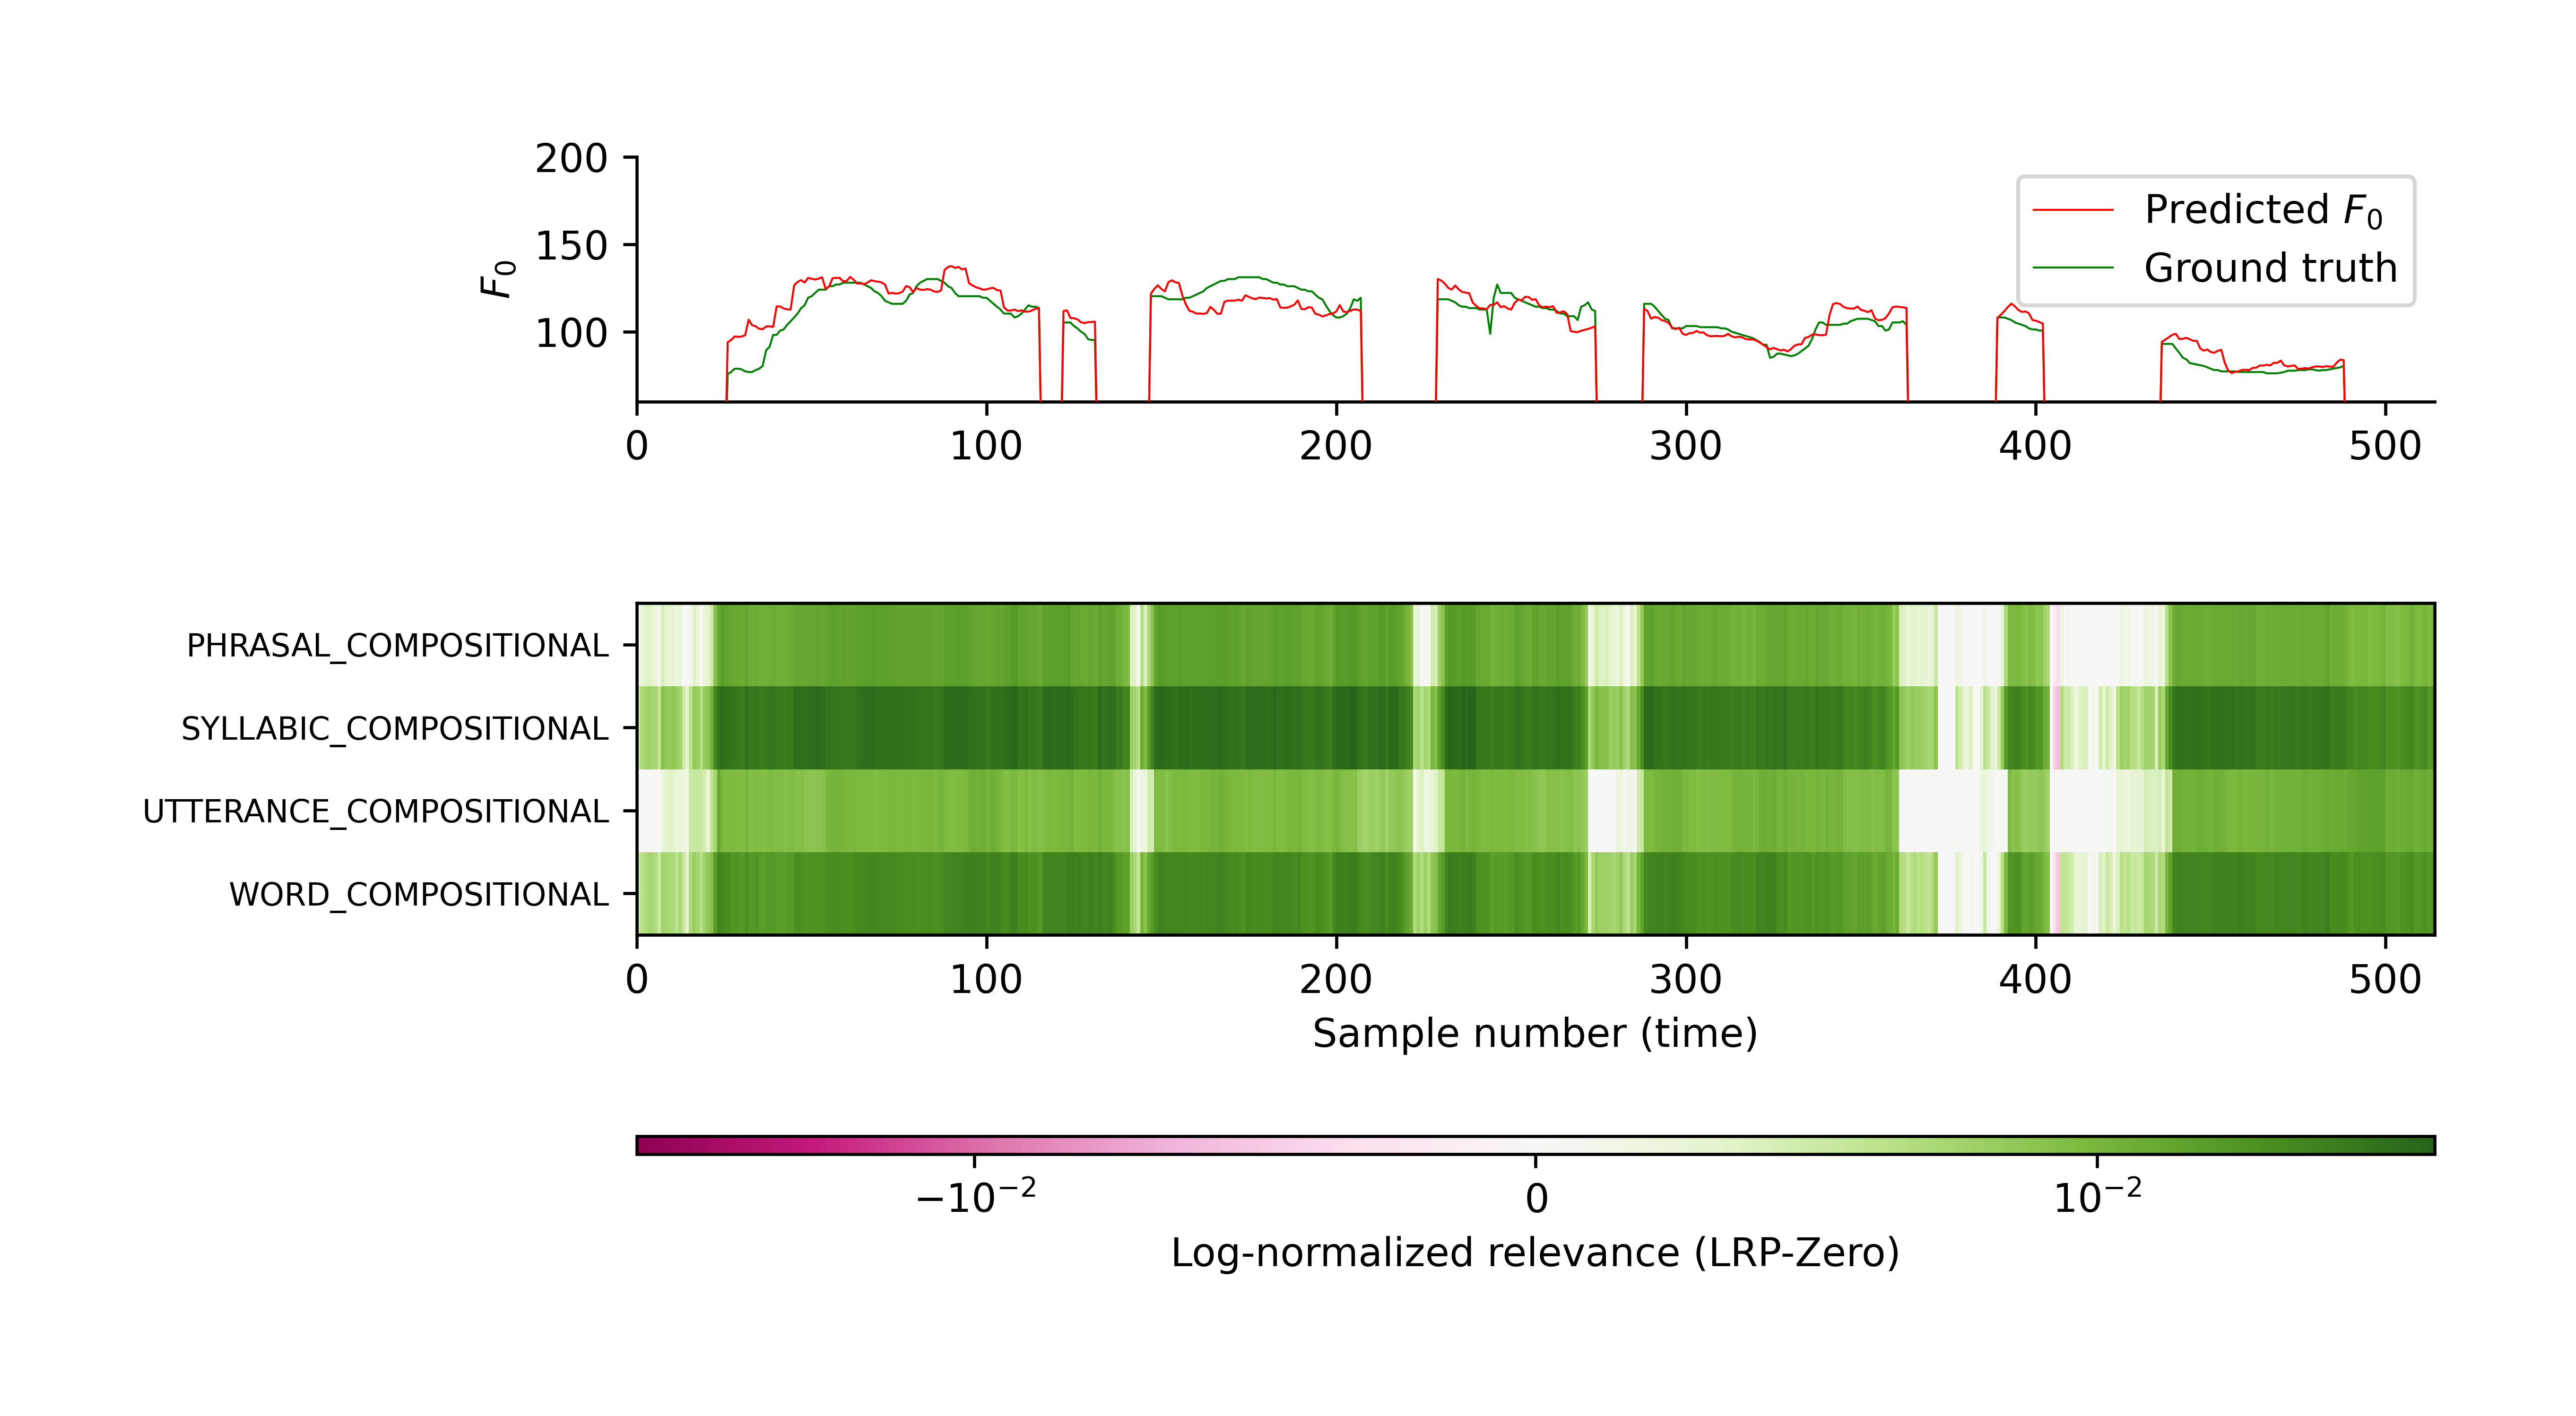 200
150
100
F₀
Predicted F₀
Ground truth
0 100 200 300 400 500
PHRASAL_COMPOSITIONAL
SYLLABIC_COMPOSITIONAL
UTTERANCE_COMPOSITIONAL
WORD_COMPOSITIONAL
0 100 200 300 400 500
Sample number (time)
−10⁻² 0 10⁻²
Log-normalized relevance (LRP-Zero)